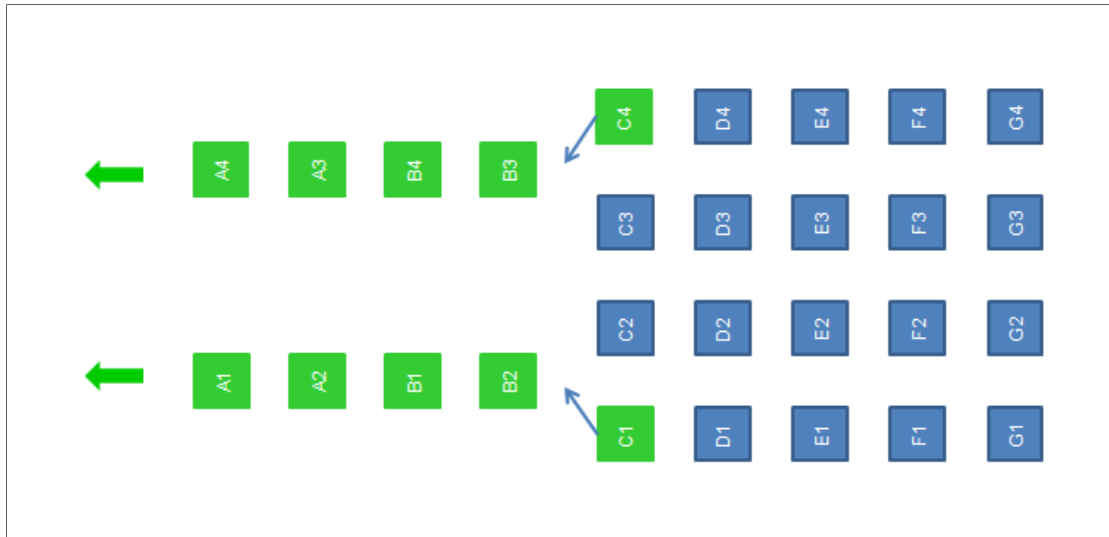 C4 D4 E4 F4 G4
A4 A3 B4 B3
C3 D3 E3 F3 G3
C2 D2 E2 F2 G2
A1 A2 B1 B2
C1 D1 E1 F1 G1